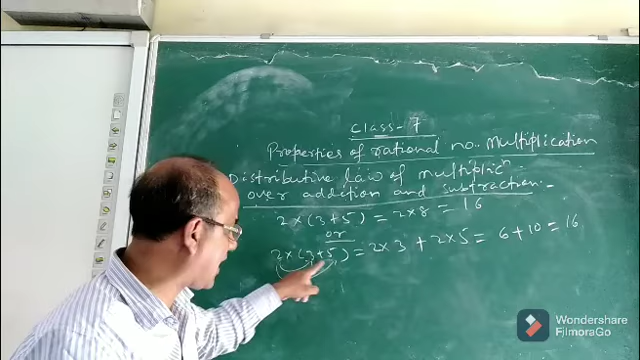 Class - 7
Properties of rational no. Multiplication
Distributive law of multiplicn
over addition and subtraction -
2 × (3+5) = 2×8 = 16
or
2 × (3+5) = 2×3 + 2×5 = 6+10 = 16
Wondershare
FilmoraGo